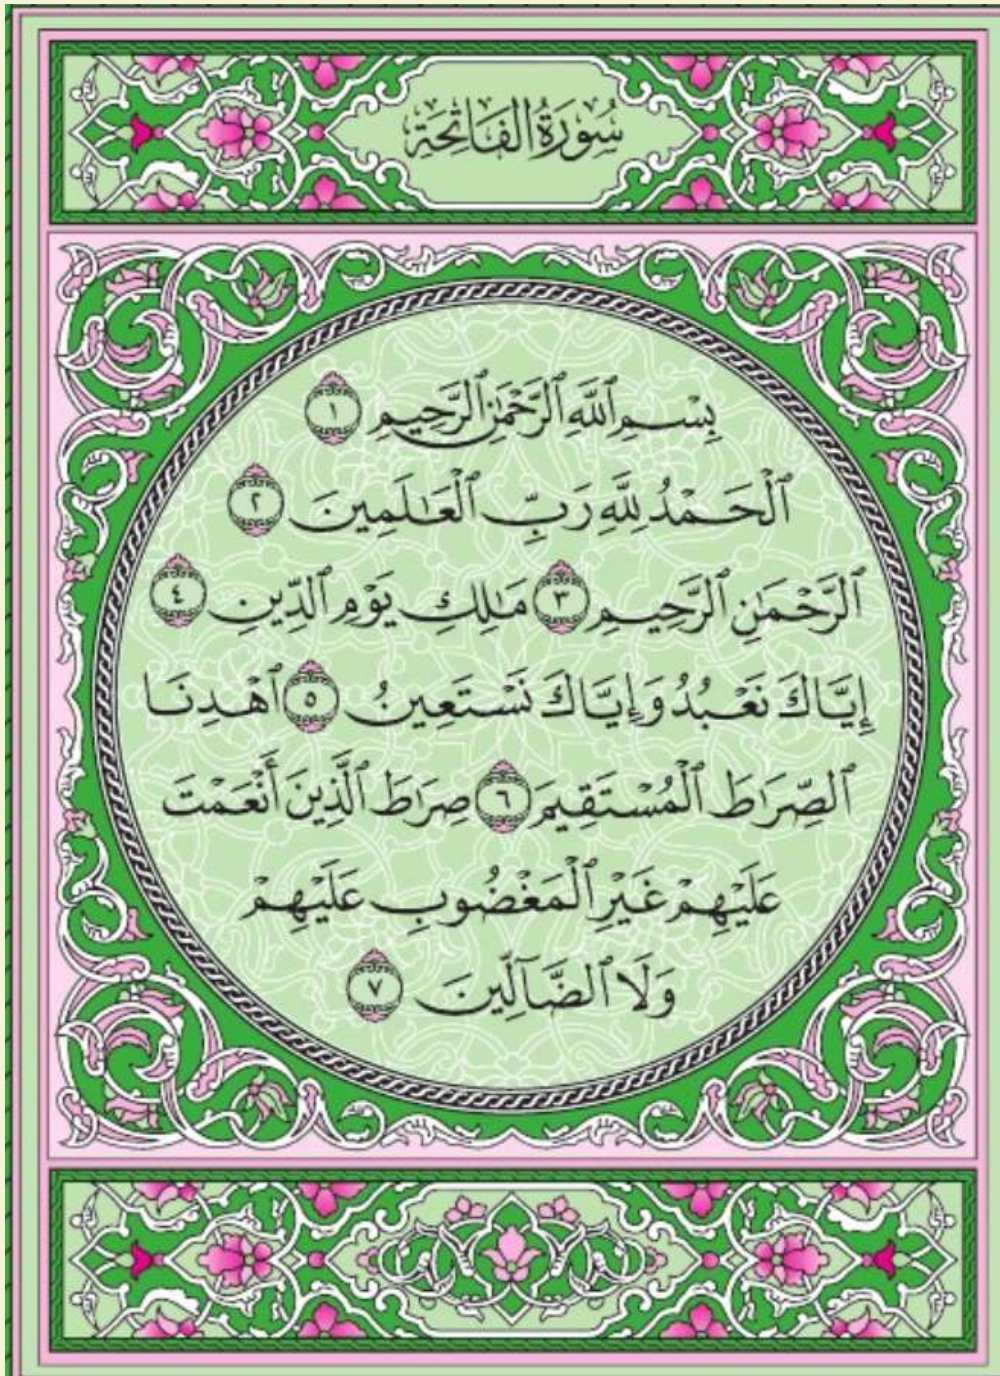 سُورَةُ الفَاتِحَةِ
بِسْمِ ٱللَّهِ ٱلرَّحْمَٰنِ ٱلرَّحِيمِ ١
ٱلْحَمْدُ لِلَّهِ رَبِّ ٱلْعَٰلَمِينَ ٢
ٱلرَّحْمَٰنِ ٱلرَّحِيمِ ٣ مَٰلِكِ يَوْمِ ٱلدِّينِ ٤
إِيَّاكَ نَعْبُدُ وَإِيَّاكَ نَسْتَعِينُ ٥ ٱهْدِنَا
ٱلصِّرَٰطَ ٱلْمُسْتَقِيمَ ٦ صِرَٰطَ ٱلَّذِينَ أَنْعَمْتَ
عَلَيْهِمْ غَيْرِ ٱلْمَغْضُوبِ عَلَيْهِمْ
وَلَا ٱلضَّآلِّينَ ٧